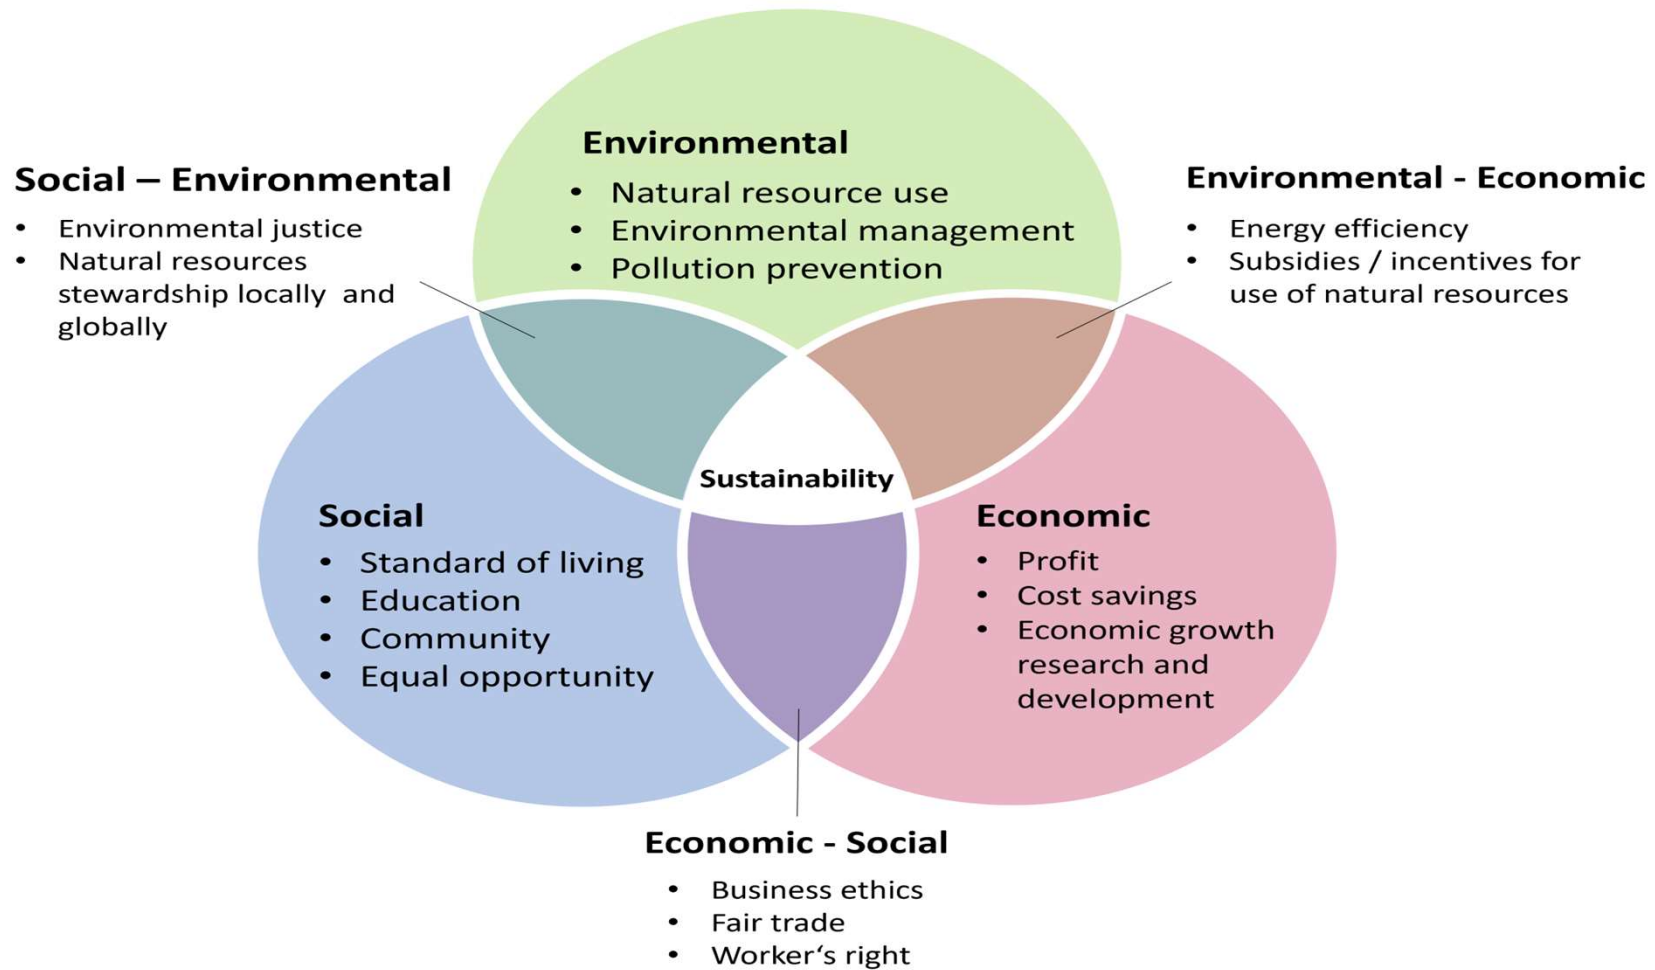 Environmental
• Natural resource use
• Environmental management
• Pollution prevention
Social – Environmental
• Environmental justice
• Natural resources
stewardship locally and
globally
Environmental - Economic
• Energy efficiency
• Subsidies / incentives for
use of natural resources
Sustainability
Social
• Standard of living
• Education
• Community
• Equal opportunity
Economic
• Profit
• Cost savings
• Economic growth
research and
development
Economic - Social
• Business ethics
• Fair trade
• Worker‘s right